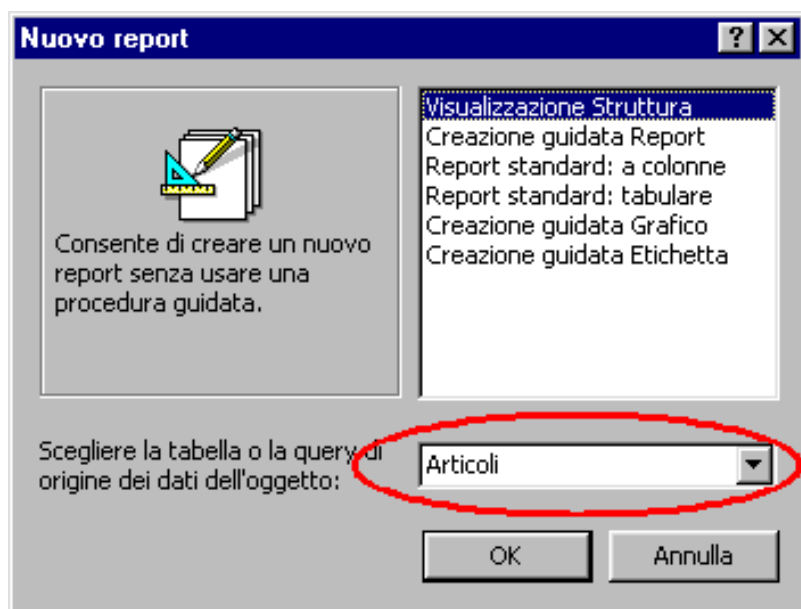 Nuovo report
Visualizzazione Struttura
Creazione guidata Report
Report standard: a colonne
Report standard: tabulare
Creazione guidata Grafico
Creazione guidata Etichetta
Consente di creare un nuovo
report senza usare una
procedura guidata.
Scegliere la tabella o la query di
origine dei dati dell'oggetto:
Articoli
OK
Annulla